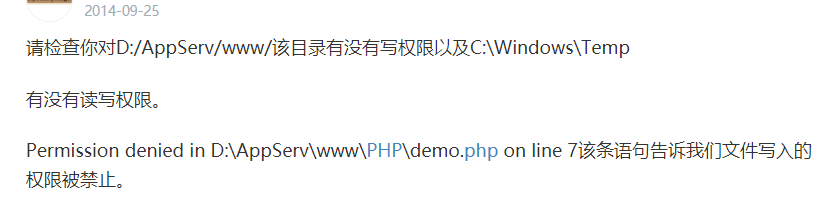 2014-09-25
请检查你对D:/AppServ/www/该目录有没有写权限以及C:\Windows\Temp
有没有读写权限。
Permission denied in D:\AppServ\www\PHP\demo.php on line 7该条语句告诉我们文件写入的
权限被禁止。